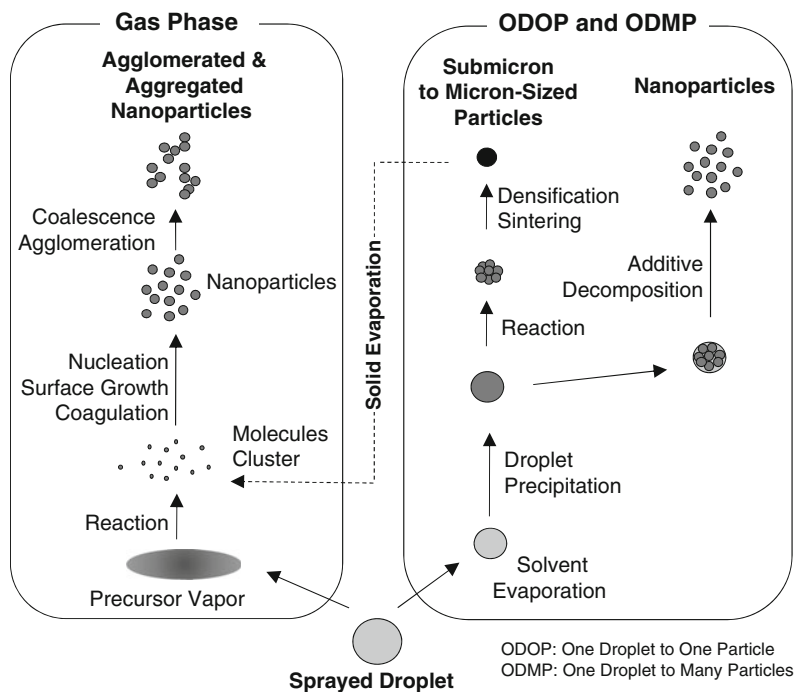 Gas Phase
Agglomerated &
Aggregated
Nanoparticles
Coalescence
Agglomeration
Nanoparticles
Nucleation
Surface Growth
Coagulation
Molecules
Cluster
Reaction
Precursor Vapor
Solid Evaporation
ODOP and ODMP
Submicron
to Micron-Sized
Particles
Nanoparticles
Densification
Sintering
Additive
Decomposition
Reaction
Droplet
Precipitation
Solvent
Evaporation
Sprayed Droplet
ODOP: One Droplet to One Particle
ODMP: One Droplet to Many Particles